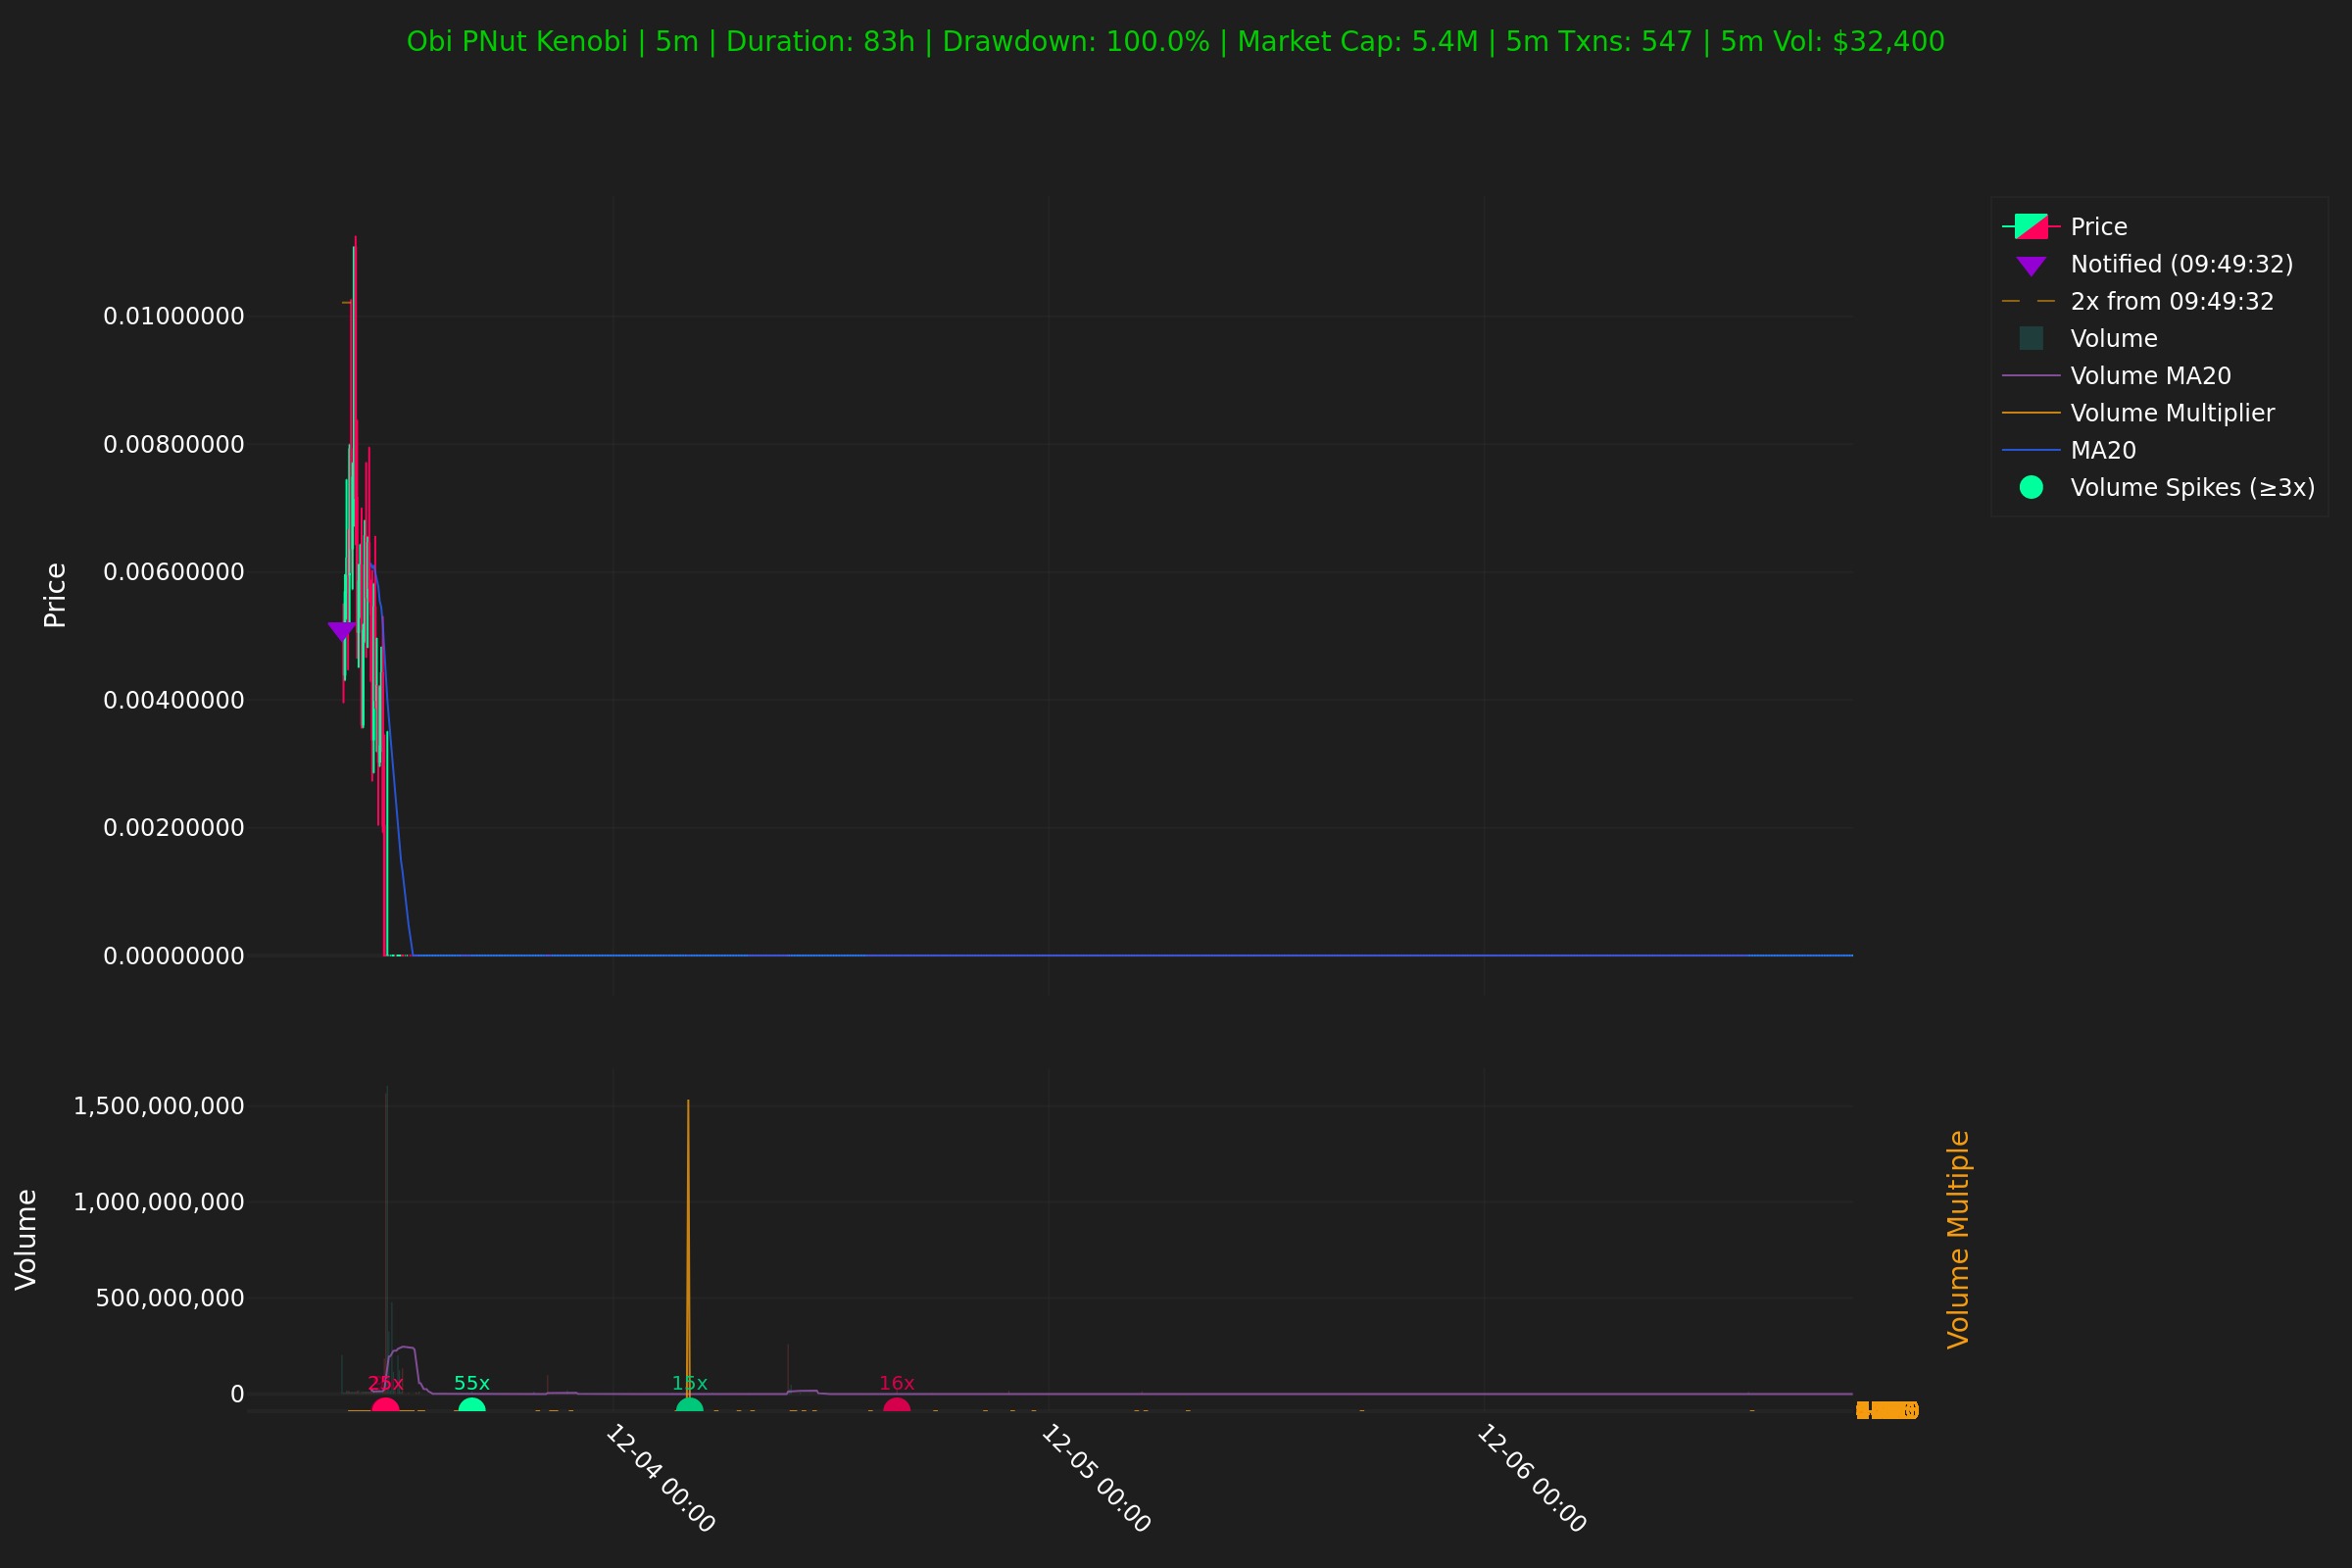 Obi PNut Kenobi | 5m | Duration: 83h | Drawdown: 100.0% | Market Cap: 5.4M | 5m Txns: 547 | 5m Vol: $32,400
Price
0.01000000
0.00800000
0.00600000
0.00400000
0.00200000
0.00000000
Price
Notified (09:49:32)
2x from 09:49:32
Volume
Volume MA20
Volume Multiplier
MA20
Volume Spikes (≥3x)
Volume
1,500,000,000
1,000,000,000
500,000,000
0
25x
55x
15x
16x
Volume Multiple
12-04 00:00
12-05 00:00
12-06 00:00